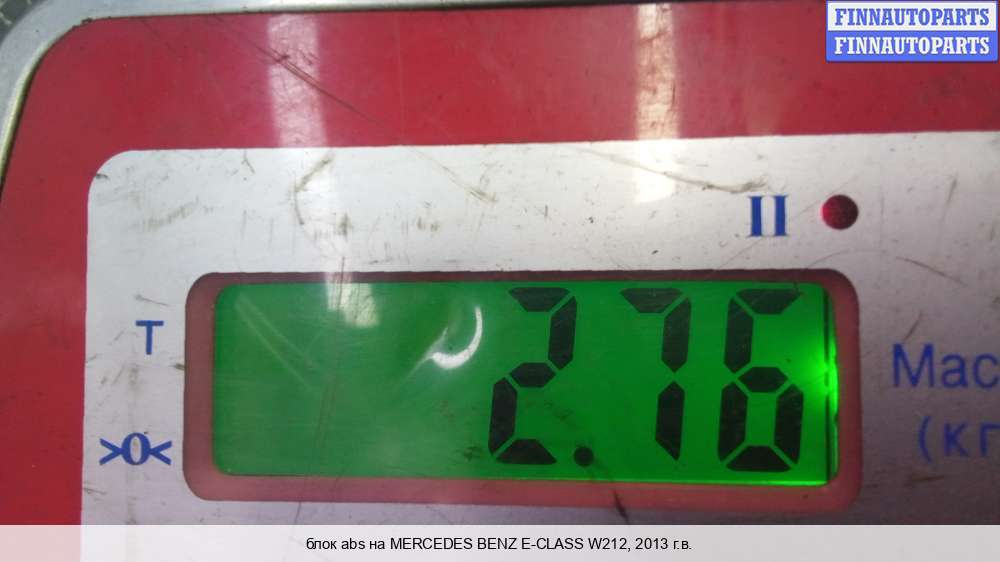 FINNAUTOPARTS
FINNAUTOPARTS
II
T
2.76
Мас
(кг
>0<
блок abs на MERCEDES BENZ E-CLASS W212, 2013 г.в.